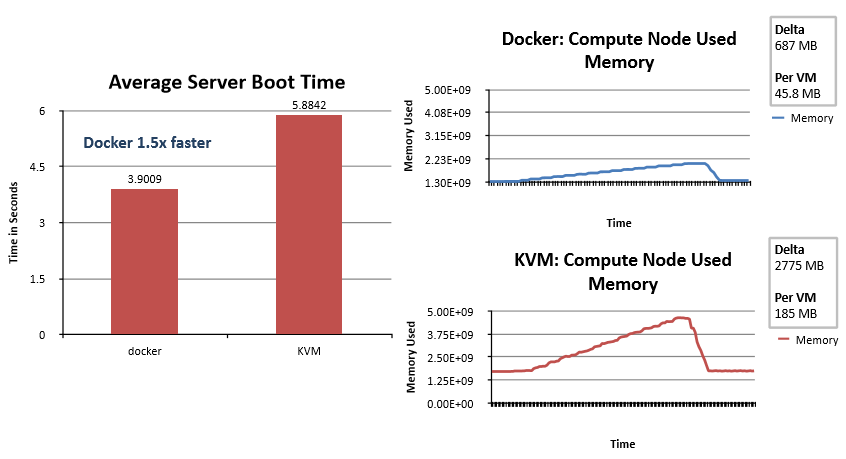 Average Server Boot Time
Time in Seconds
6
4.5
3
1.5
0
Docker 1.5x faster
3.9009
5.8842
docker
KVM
Docker: Compute Node Used
Memory
Memory Used
5.00E+09
4.08E+09
3.15E+09
2.23E+09
1.30E+09
Time
Delta
687 MB
Per VM
45.8 MB
Memory
KVM: Compute Node Used
Memory
Memory Used
5.00E+09
3.75E+09
2.50E+09
1.25E+09
0.00E+00
Time
Delta
2775 MB
Per VM
185 MB
Memory